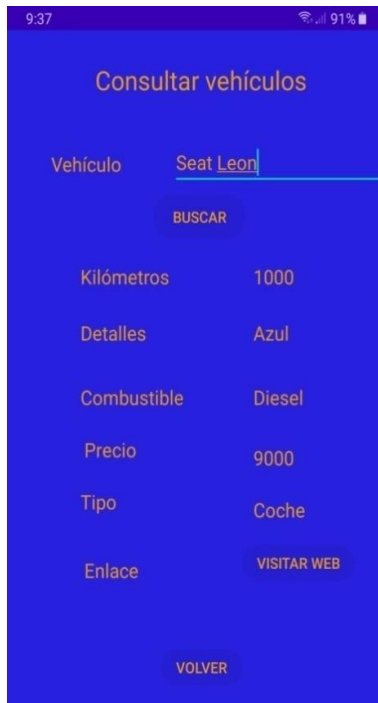 9:37 91%
Consultar vehículos
Vehículo Seat Leon
BUSCAR
Kilómetros 1000
Detalles Azul
Combustible Diesel
Precio 9000
Tipo Coche
Enlace VISITAR WEB
VOLVER